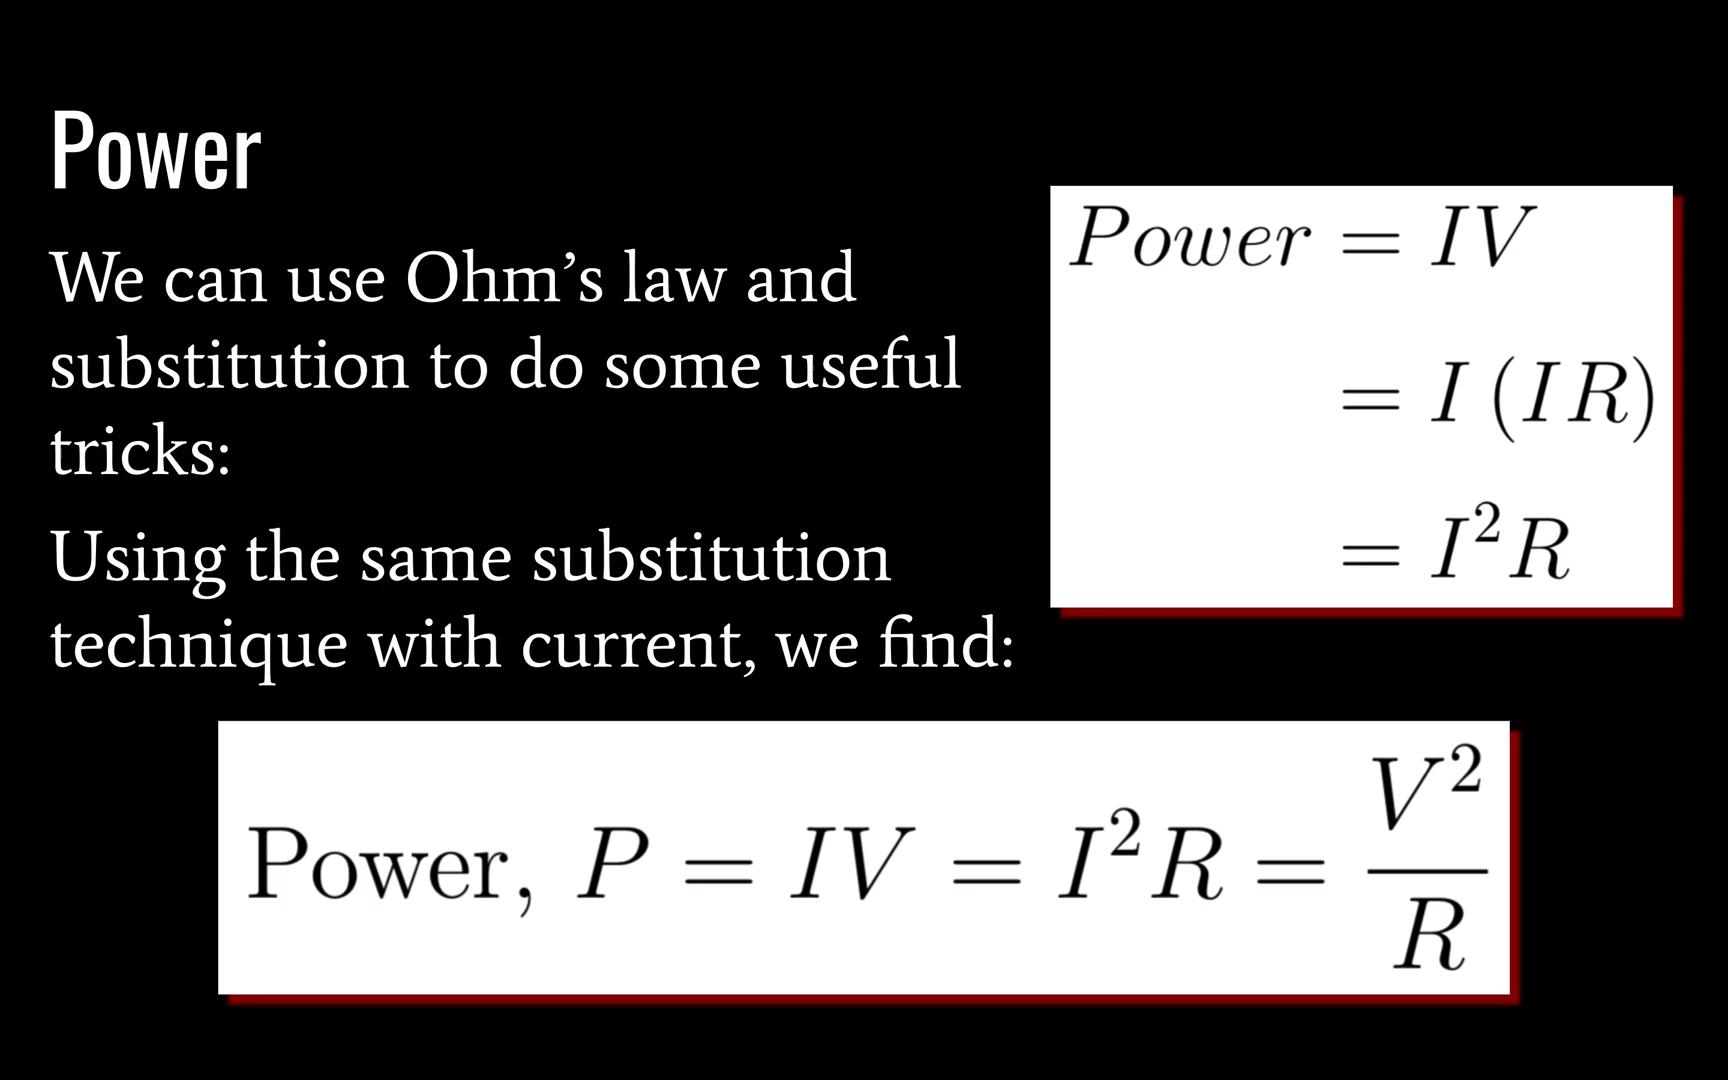 Power
We can use Ohm’s law and
substitution to do some useful
tricks:
Power = IV
= I (IR)
= I²R
Using the same substitution
technique with current, we find:
Power, P = IV = I²R = V²/R